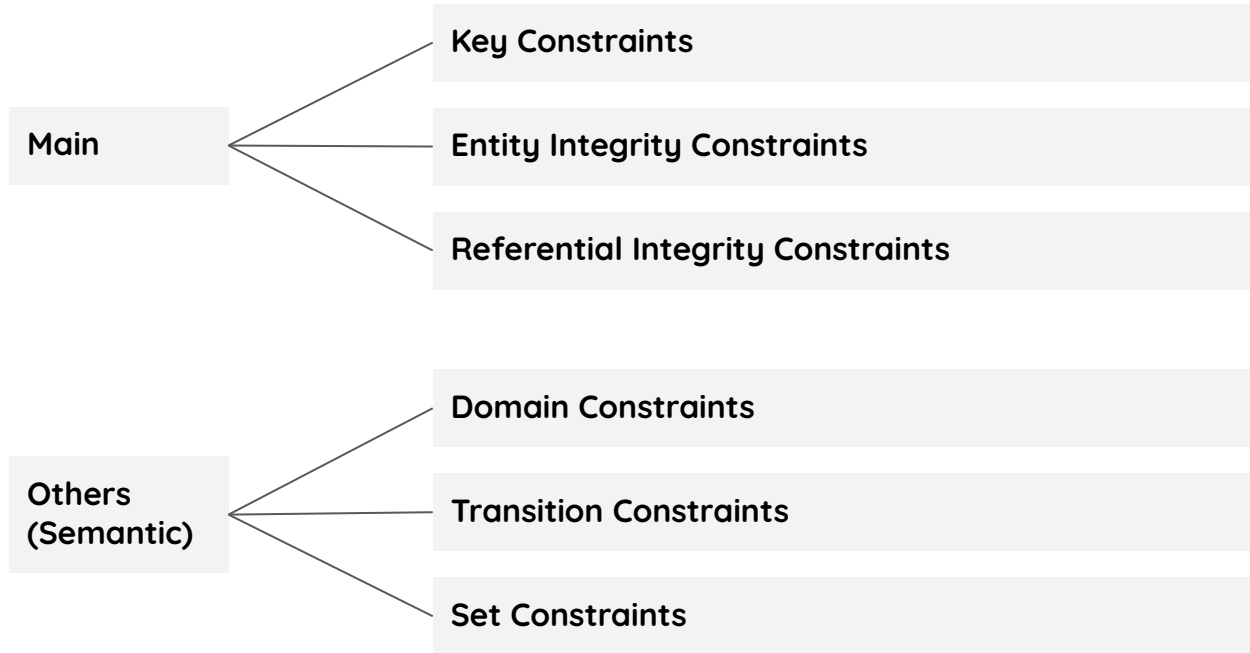 Main
Key Constraints
Entity Integrity Constraints
Referential Integrity Constraints
Others
(Semantic)
Domain Constraints
Transition Constraints
Set Constraints